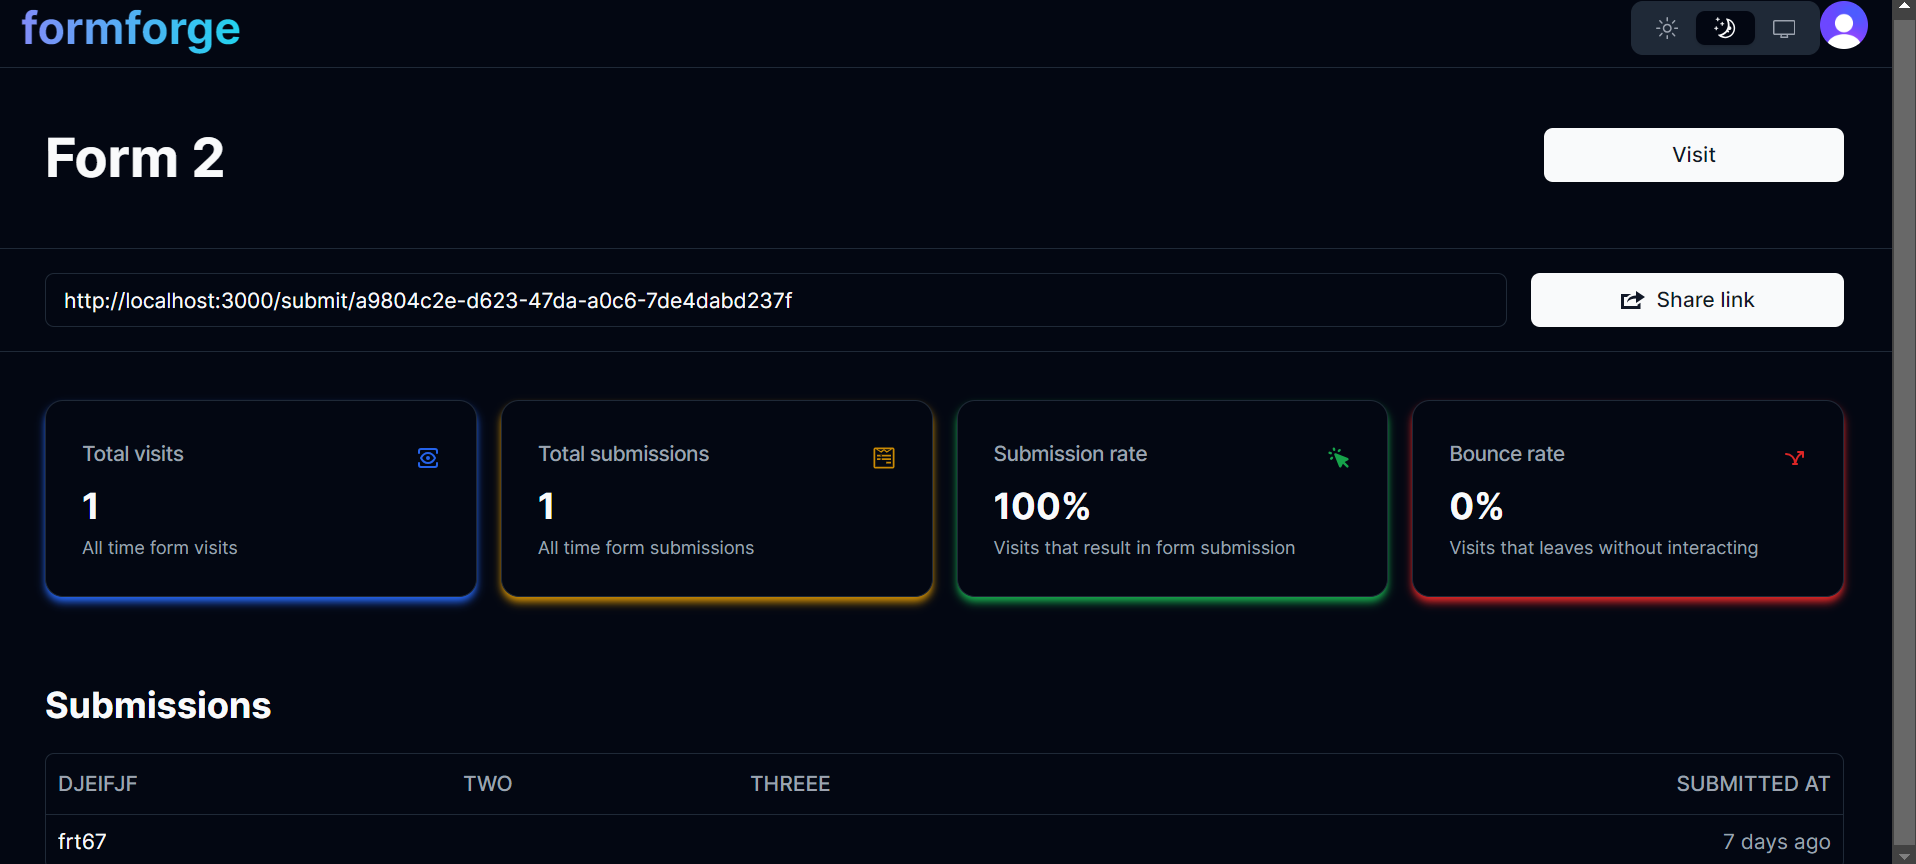 formforge
Form 2
Visit
http://localhost:3000/submit/a9804c2e-d623-47da-a0c6-7de4dabd237f
Share link
Total visits
1
All time form visits
Total submissions
1
All time form submissions
Submission rate
100%
Visits that result in form submission
Bounce rate
0%
Visits that leaves without interacting
Submissions
DJEIFJF TWO THREEE SUBMITTED AT
frt67 7 days ago